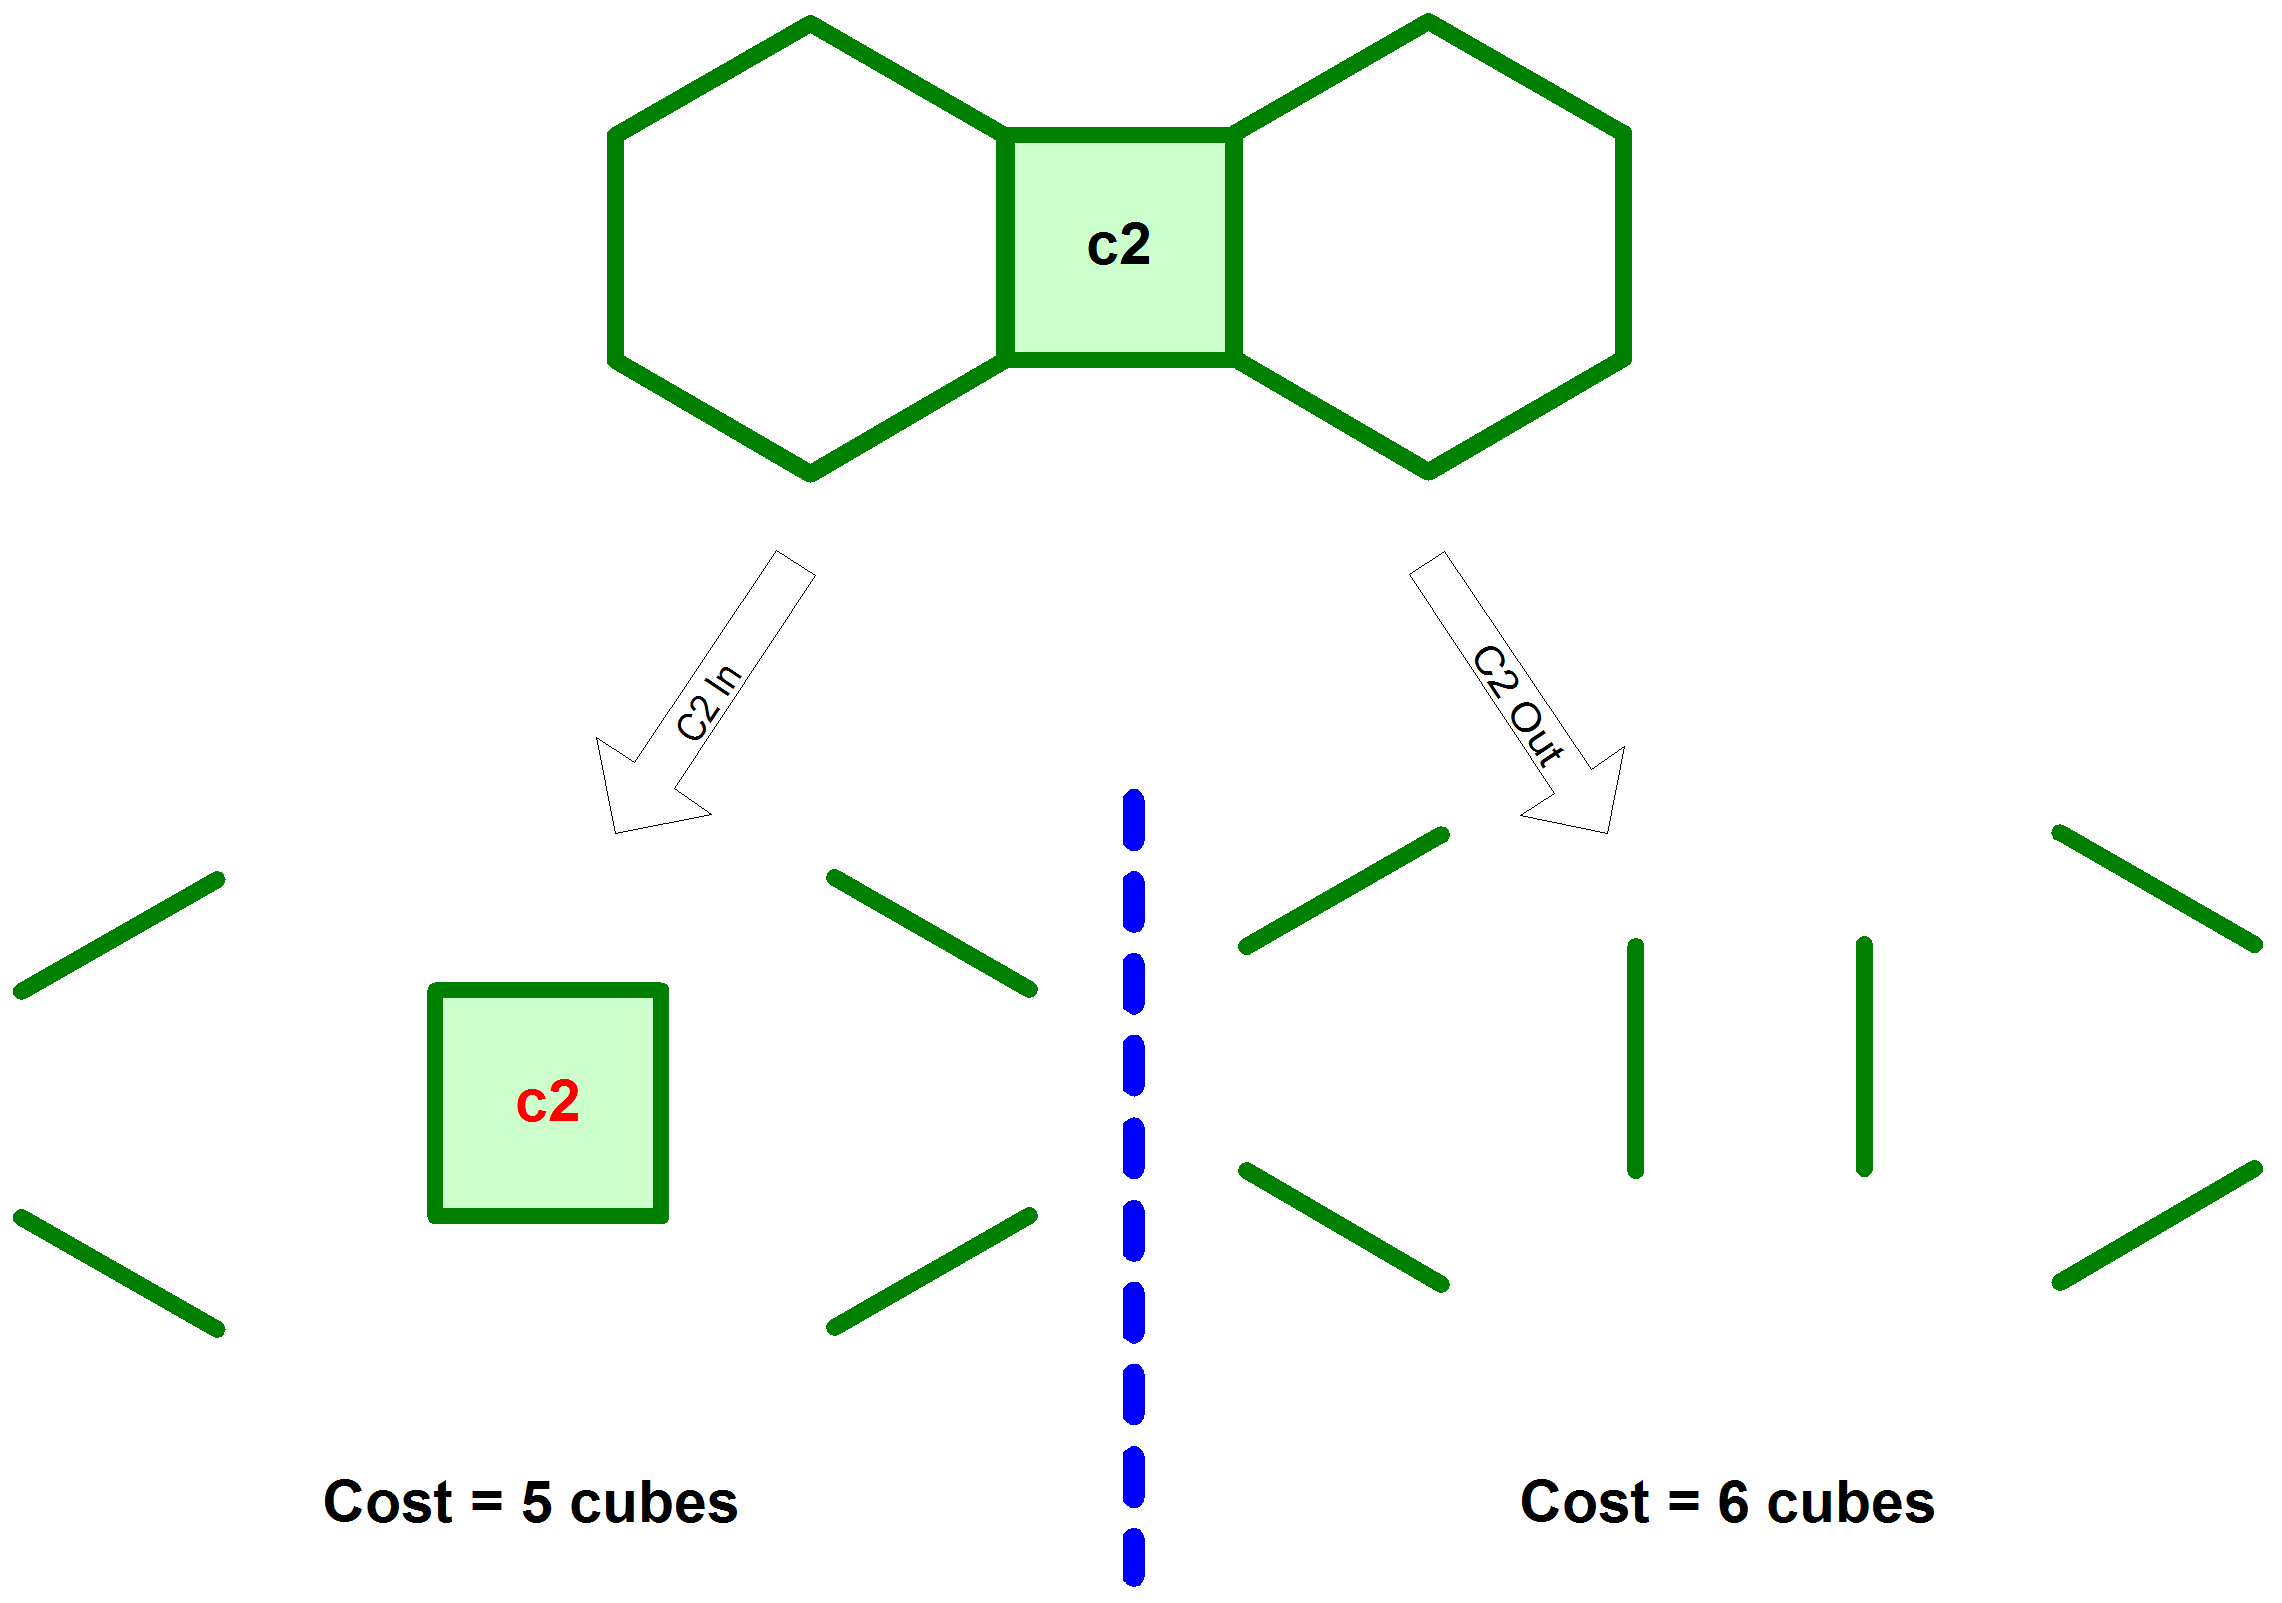 c2
C2 In
C2 Out
c2
Cost = 5 cubes
Cost = 6 cubes